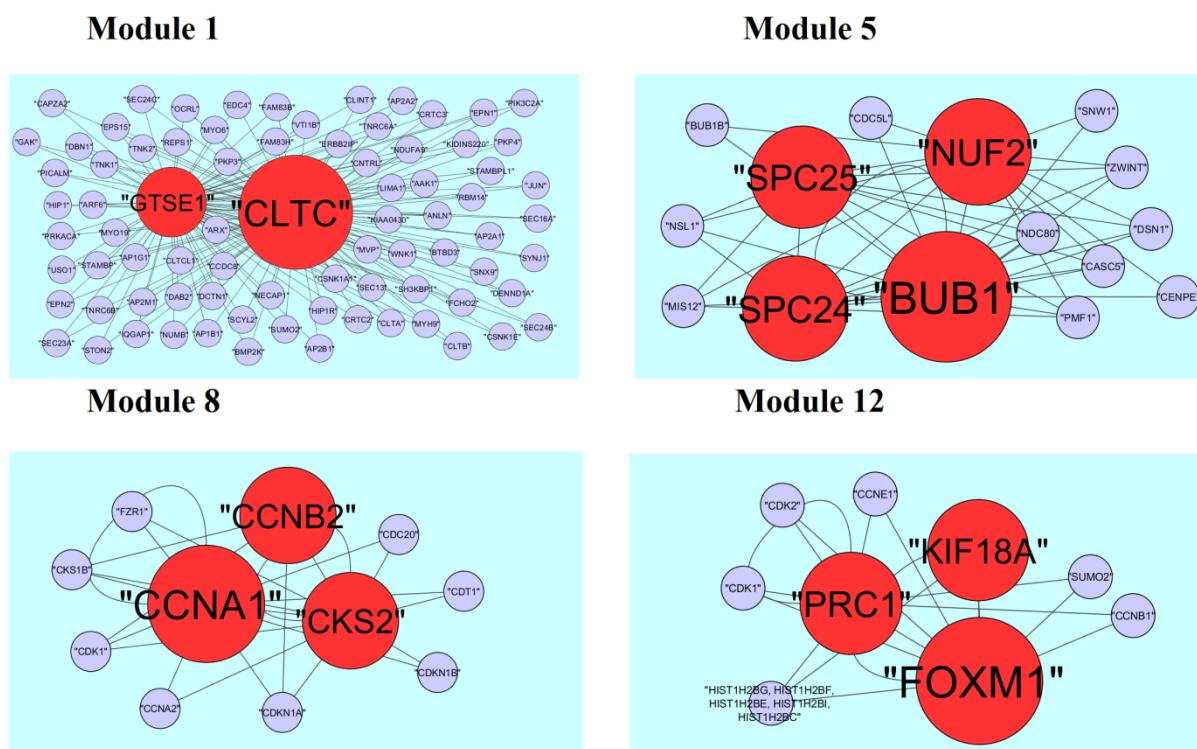 Module 1
Module 5
"CAPZA2"
"SEC24C"
"OCRL"
"EDC4"
"FAM83B"
"CLINT1"
"AP2A2"
"CRTC3"
"EPN1"
"PIK3C2A"
"GAK"
"DBN1"
"EPS15"
"TNK2"
"REPS1"
"MYO6"
"FAM83H"
"VTI1B"
"TNRC6A"
"ERBB2IP"
"NDUFA9"
"KIDINS220"
"PKP4"
"PICALM"
"TNK1"
"PKP3"
"CNTRL"
"STAMBPL1"
"HIP1"
"ARF6"
"GTSE1"
"CLTC"
"LIMA1"
"AAK1"
"RBM14"
"JUN"
"PRKACA"
"MYO19"
"ARX"
"KIAA0430"
"ANLN"
"AP2A1"
"SEC16A"
"USO1"
"STAMBP"
"AP1G1"
"CLTCL1"
"CCDC8"
"MVP"
"WNK1"
"BTBD3"
"SNX9"
"SYNJ1"
"EPN2"
"TNRC6B"
"AP2M1"
"DAB2"
"DCTN1"
"NECAP1"
"CSNK1A1"
"SEC13"
"SH3KBP1"
"FCHO2"
"DENND1A"
"SEC23A"
"STON2"
"IQGAP1"
"NUMB"
"AP1B1"
"SCYL2"
"SUMO2"
"HIP1R"
"CRTC2"
"CLTA"
"MYH9"
"SEC24B"
"BMP2K"
"AP2B1"
"CLTB"
"CSNK1E"
"BUB1B"
"CDC5L"
"SNW1"
"SPC25"
"NUF2"
"ZWINT"
"NSL1"
"NDC80"
"DSN1"
"CASC5"
"MIS12"
"SPC24"
"BUB1"
"PMF1"
"CENPE"
Module 8
Module 12
"FZR1"
"CCNB2"
"CDC20"
"CKS1B"
"CCNA1"
"CKS2"
"CDT1"
"CDK1"
"CDKN1B"
"CCNA2"
"CDKN1A"
"CDK2"
"CCNE1"
"KIF18A"
"CDK1"
"PRC1"
"SUMO2"
"CCNB1"
"FOXM1"
"HIST1H2BG, HIST1H2BF,
HIST1H2BE, HIST1H2BI,
HIST1H2BC"